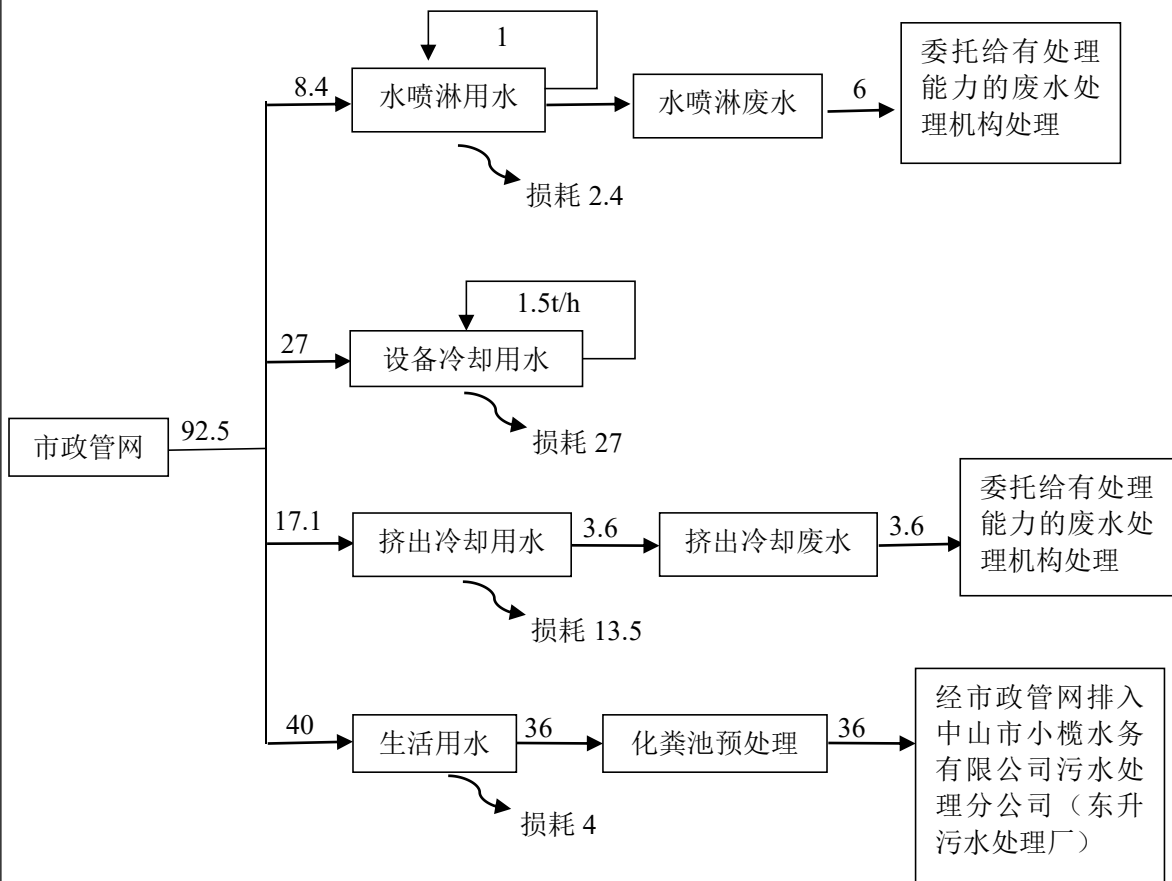 1
8.4
水喷淋用水
水喷淋废水
6
委托给有处理
能力的废水处
理机构处理
损耗 2.4
1.5t/h
27
设备冷却用水
损耗 27
市政管网
92.5
17.1
挤出冷却用水
3.6
挤出冷却废水
3.6
委托给有处理
能力的废水处
理机构处理
损耗 13.5
40
生活用水
36
化粪池预处理
36
经市政管网排入
中山市小榄水务
有限公司污水处
理分公司（东升
污水处理厂）
损耗 4